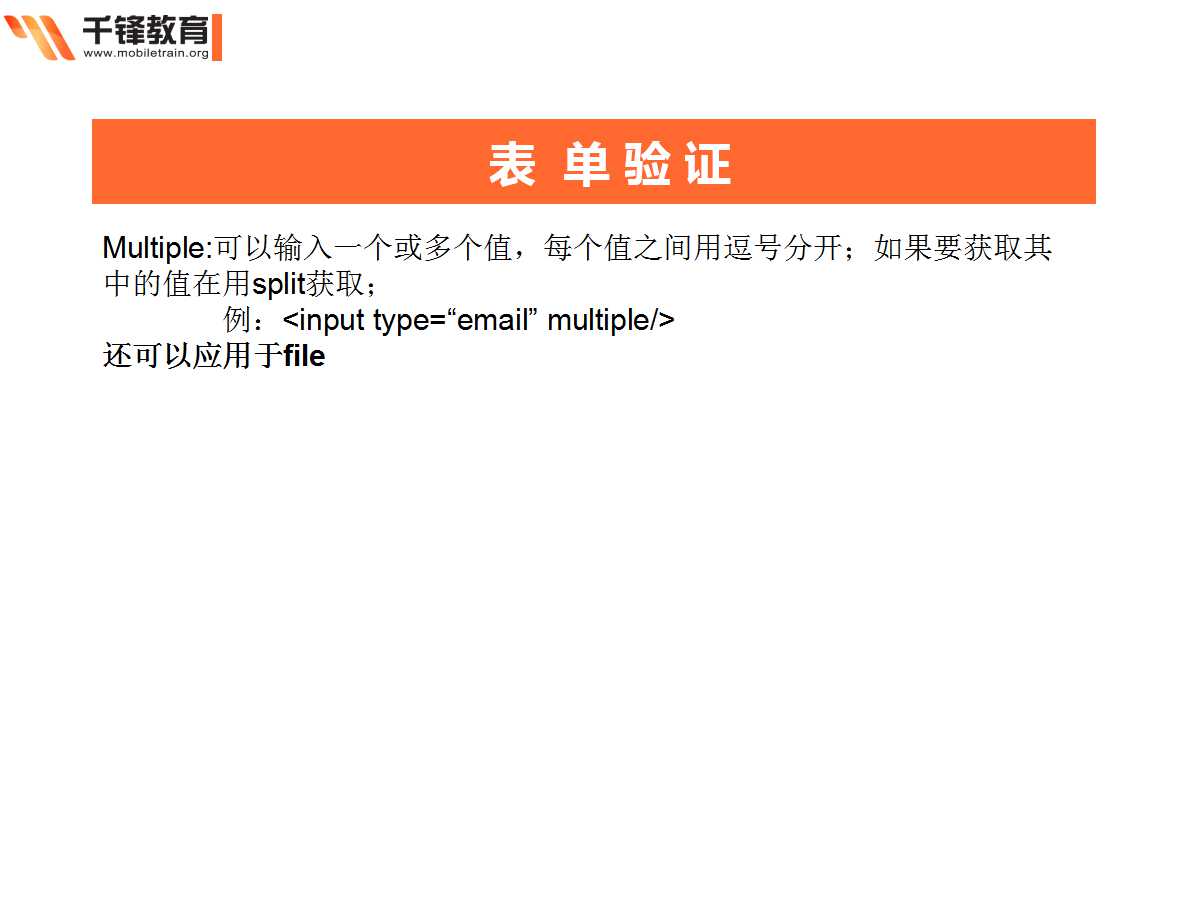 千锋教育
www.mobiletrain.org
表 单 验 证
Multiple:可以输入一个或多个值，每个值之间用逗号分开；如果要获取其
中的值在用split获取；
例：<input type=“email” multiple/>
还可以应用于file